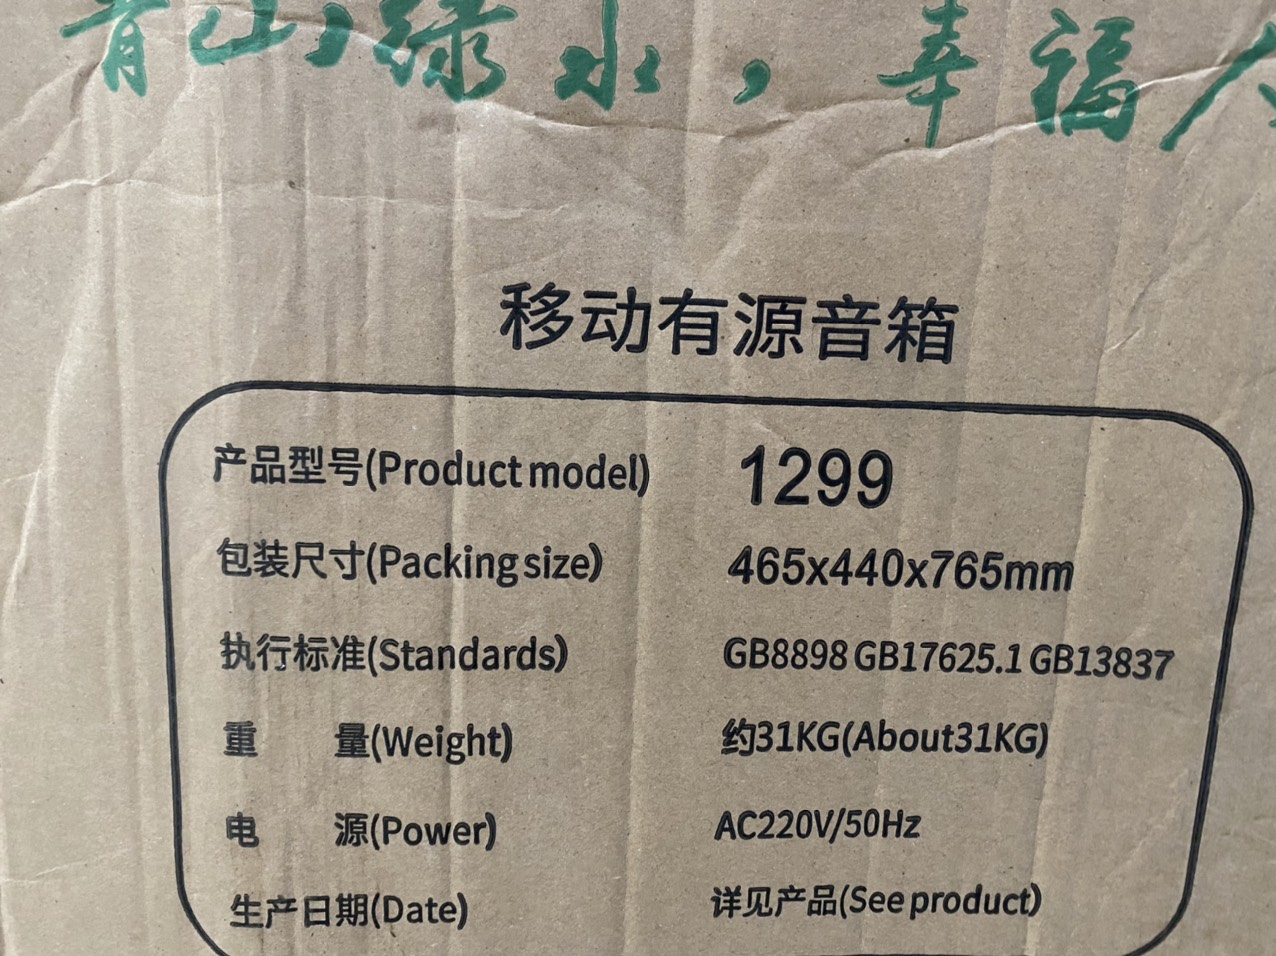 青山绿水，幸福
移动有源音箱
产品型号(Product model) 1299
包装尺寸(Packing size) 465x440x765mm
执行标准(Standards) GB8898 GB17625.1 GB13837
重 量(Weight) 约31KG(About31KG)
电 源(Power) AC220V/50Hz
生产日期(Date) 详见产品(See product)